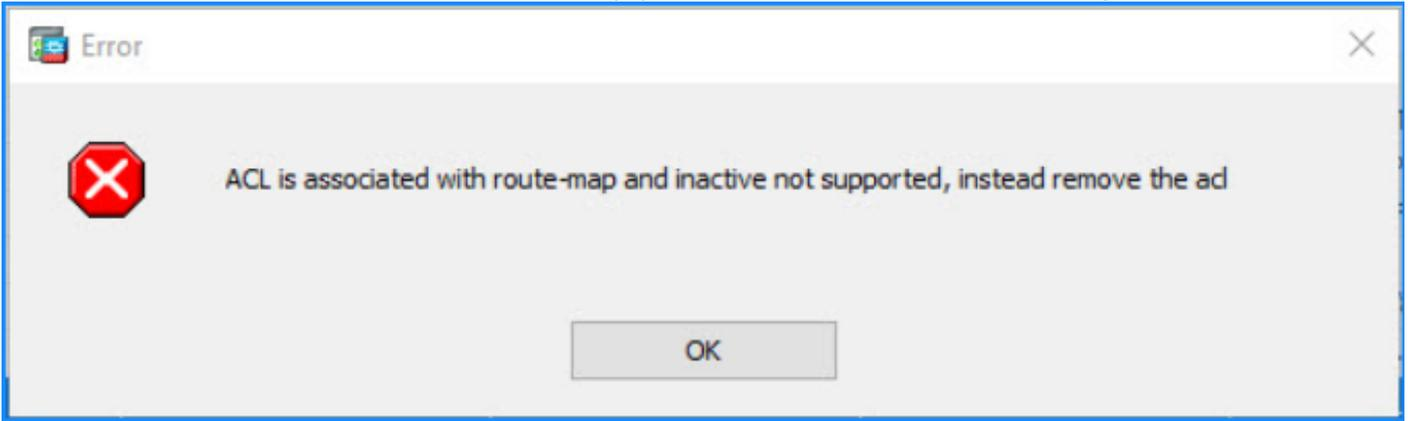 Error
ACL is associated with route-map and inactive not supported, instead remove the acl
OK